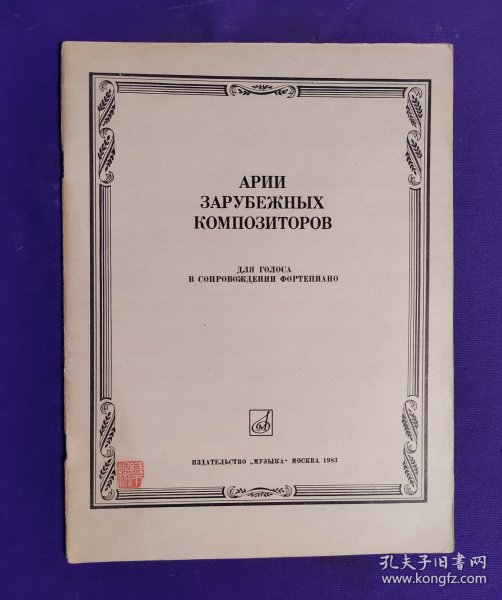 АРИИ
ЗАРУБЕЖНЫХ
КОМПОЗИТОРОВ
ДЛЯ ГОЛОСА
В СОПРОВОЖДЕНИИ ФОРТЕПИАНО
М
ИЗДАТЕЛЬСТВО „МУЗЫКА“ МОСКВА 1983
孔夫子旧书网
www.kongfz.com